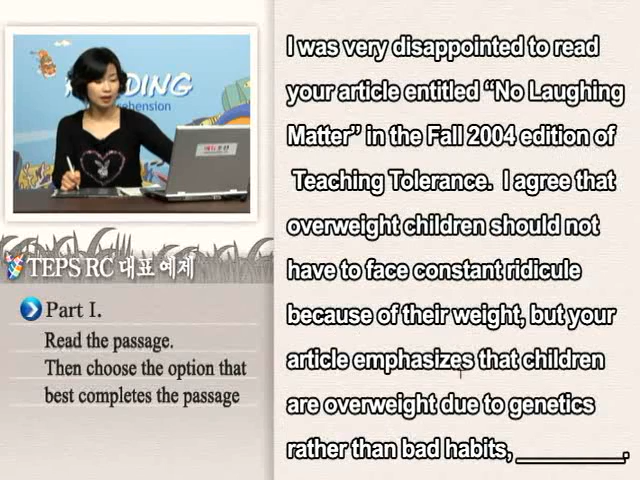 READING
Comprehension
TEPS RC 대표 예제
Part I.
Read the passage.
Then choose the option that
best completes the passage
I was very disappointed to read
your article entitled “No Laughing
Matter” in the Fall 2004 edition of
Teaching Tolerance. I agree that
overweight children should not
have to face constant ridicule
because of their weight, but your
article emphasizes that children
are overweight due to genetics
rather than bad habits, __________.